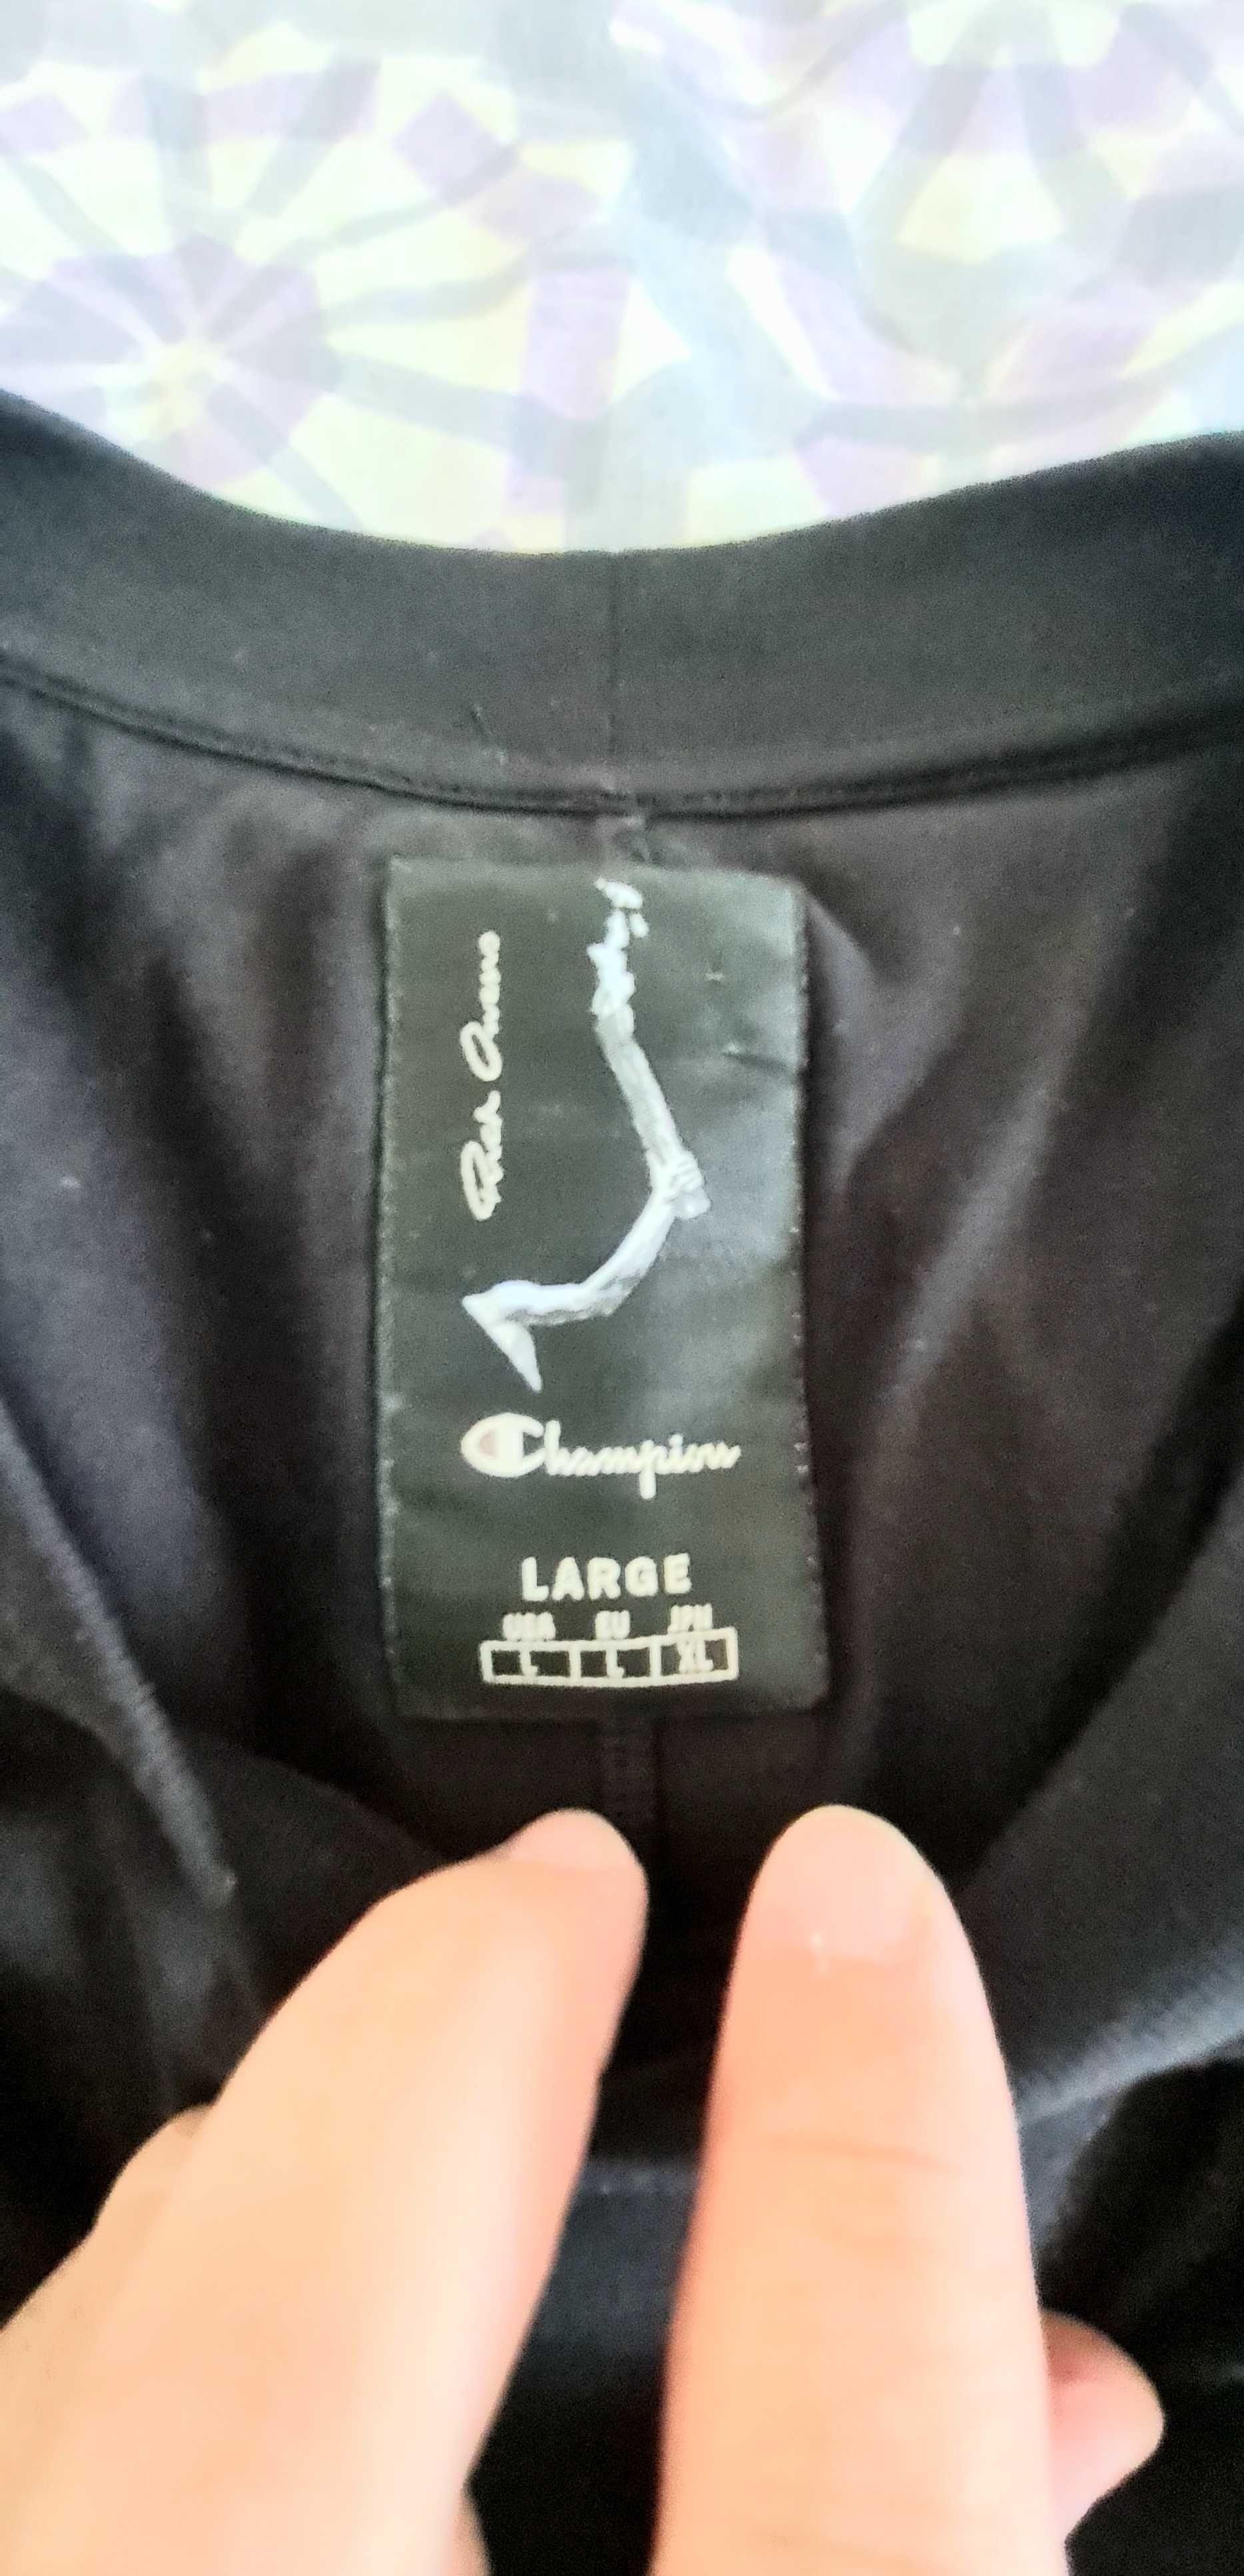 Rick Owens
Champion
LARGE
USA EU JPN
L L XL